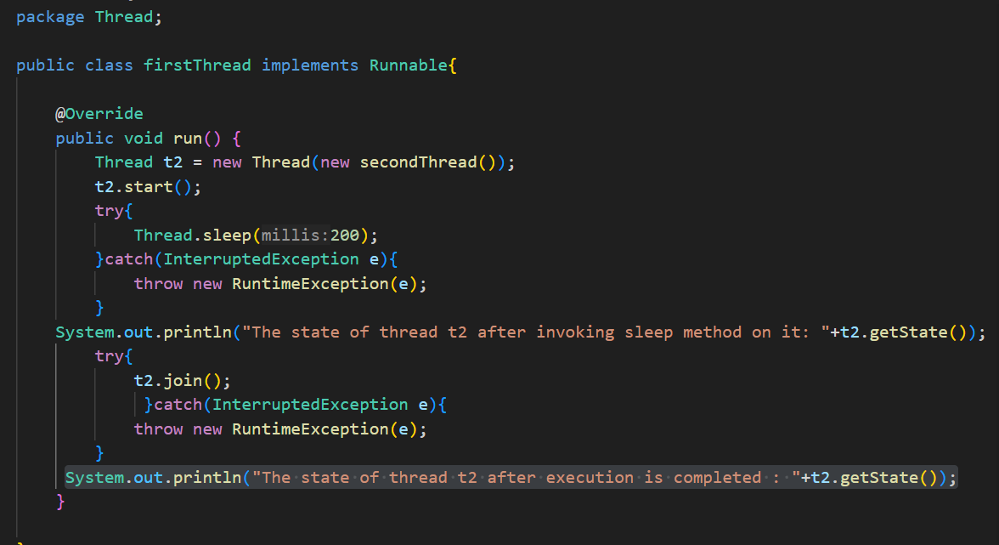 package Thread;
public class firstThread implements Runnable{
@Override
public void run() {
Thread t2 = new Thread(new secondThread());
t2.start();
try{
Thread.sleep(millis:200);
}catch(InterruptedException e){
throw new RuntimeException(e);
}
System.out.println("The state of thread t2 after invoking sleep method on it: "+t2.getState());
try{
t2.join();
}catch(InterruptedException e){
throw new RuntimeException(e);
}
System.out.println("The state of thread t2 after execution is completed : "+t2.getState());
}
}